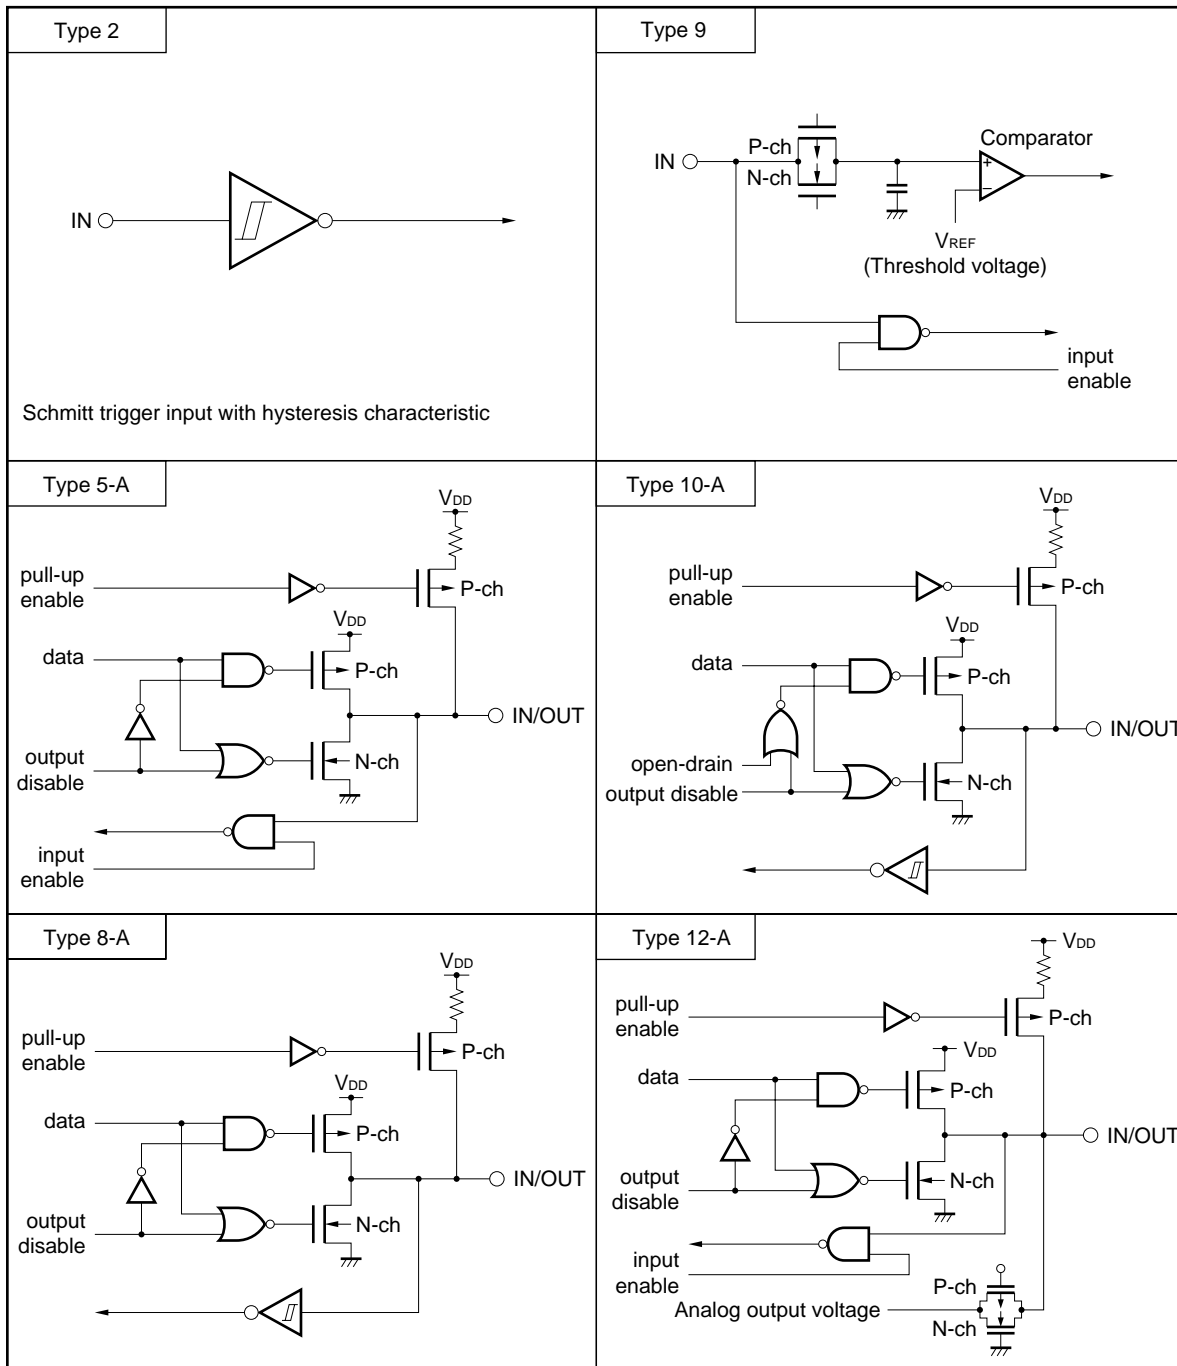 Type 2
IN
Schmitt trigger input with hysteresis characteristic
Type 9
IN
P-ch
N-ch
Comparator
+
−
VREF
(Threshold voltage)
input
enable
Type 5-A
VDD
pull-up
enable
P-ch
VDD
data
P-ch
IN/OUT
output
disable
N-ch
input
enable
Type 10-A
VDD
pull-up
enable
P-ch
VDD
data
P-ch
IN/OUT
open-drain
output disable
N-ch
Type 8-A
VDD
pull-up
enable
P-ch
VDD
data
P-ch
IN/OUT
output
disable
N-ch
Type 12-A
VDD
pull-up
enable
P-ch
VDD
data
P-ch
IN/OUT
output
disable
N-ch
input
enable
P-ch
Analog output voltage
N-ch